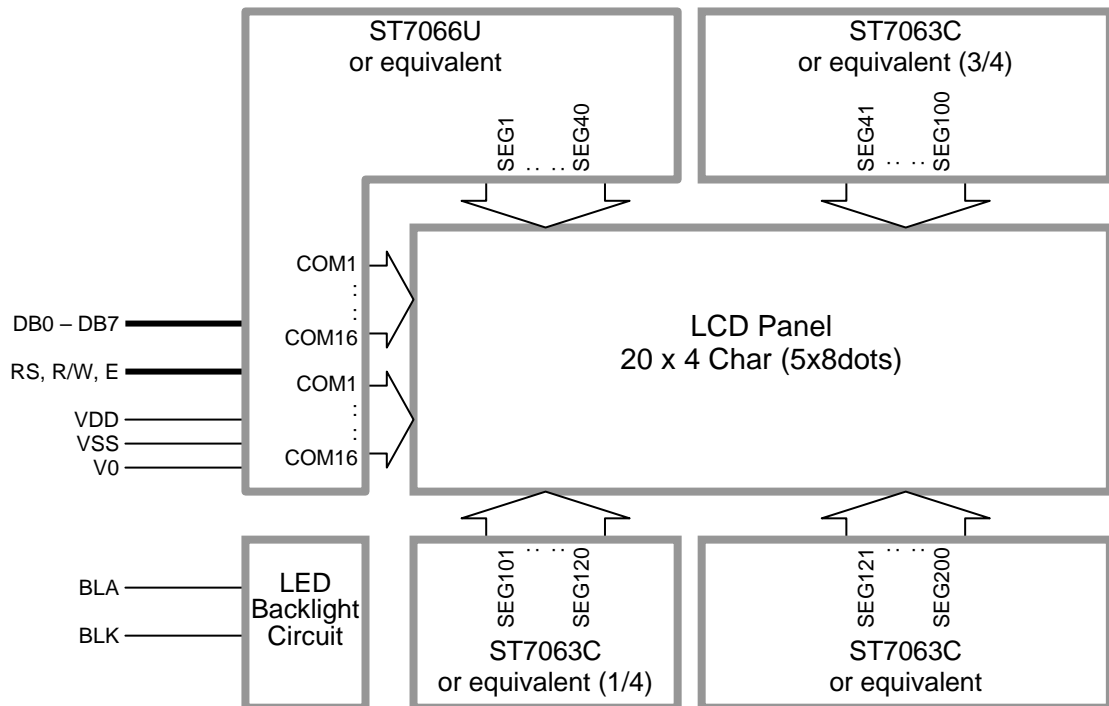 ST7066U
or equivalent
SEG1
.. ..
SEG40
ST7063C
or equivalent (3/4)
SEG41
.. ..
SEG100
COM1
. . . .
COM16
COM1
. . . .
COM16
DB0 – DB7
RS, R/W, E
VDD
VSS
V0
LCD Panel
20 x 4 Char (5x8dots)
BLA
BLK
LED
Backlight
Circuit
SEG101
.. ..
SEG120
ST7063C
or equivalent (1/4)
SEG121
.. ..
SEG200
ST7063C
or equivalent